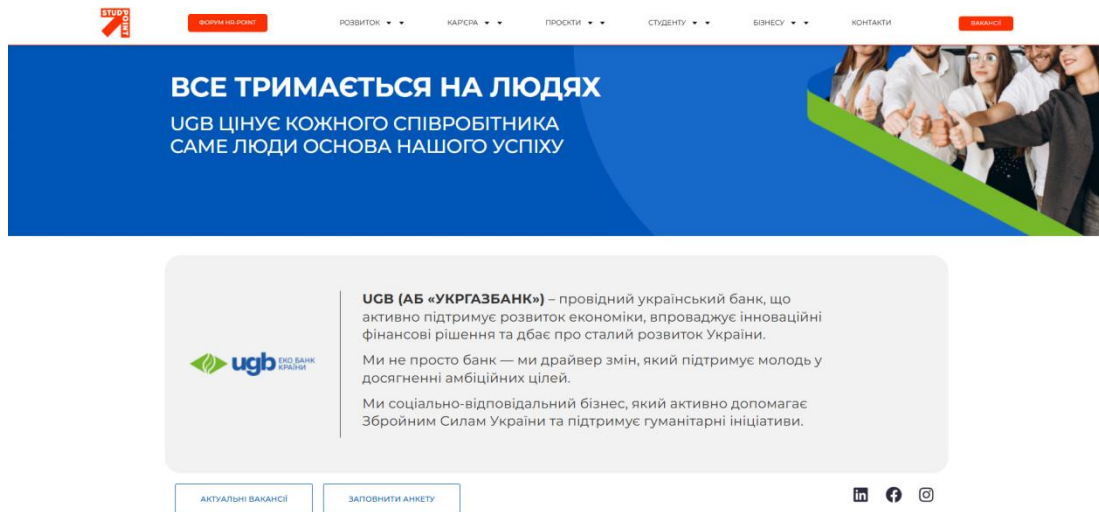 STUD'S
POINT
ФОРУМ HR-POINT
РОЗВИТОК
КАР'ЄРА
ПРОЄКТИ
СТУДЕНТУ
БІЗНЕСУ
КОНТАКТИ
ВАКАНСІЇ
ВСЕ ТРИМАЄТЬСЯ НА ЛЮДЯХ
UGB ЦІНУЄ КОЖНОГО СПІВРОБІТНИКА
САМЕ ЛЮДИ ОСНОВА НАШОГО УСПІХУ
ugb ЕКО БАНК
КРАЇНИ
UGB (АБ «УКРГАЗБАНК») – провідний український банк, що
активно підтримує розвиток економіки, впроваджує інноваційні
фінансові рішення та дбає про сталий розвиток України.
Ми не просто банк — ми драйвер змін, який підтримує молодь у
досягненні амбіційних цілей.
Ми соціально-відповідальний бізнес, який активно допомагає
Збройним Силам України та підтримує гуманітарні ініціативи.
АКТУАЛЬНІ ВАКАНСІЇ
ЗАПОВНИТИ АНКЕТУ